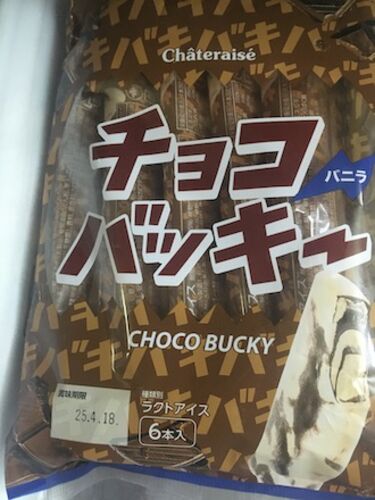 Châteraisé
チョコ
バッキー
バニラ
CHOCO BUCKY
賞味期限
25.4.18.
種類別
ラクトアイス
6本入